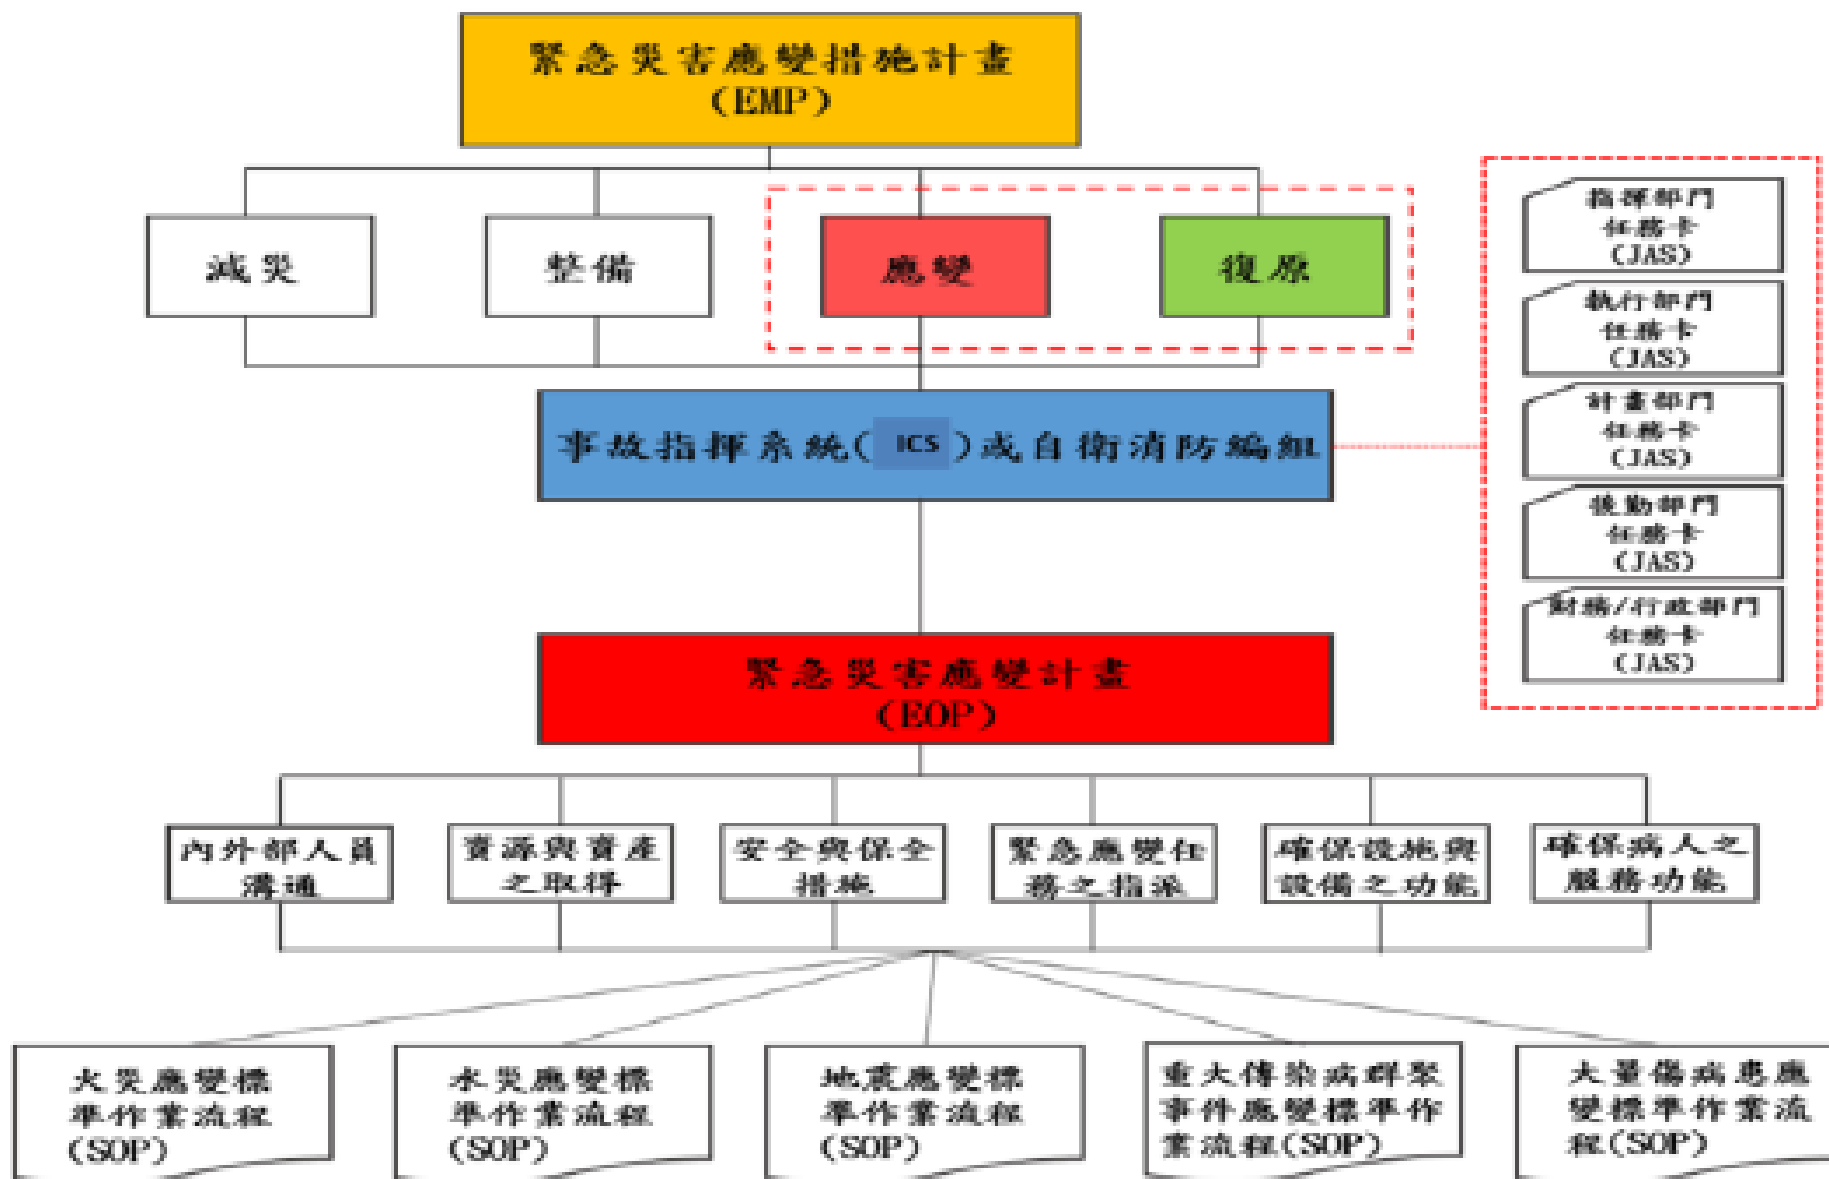 緊急災害應變措施計畫
(EMP)
減災
整備
應變
復原
指揮部門
任務卡
(JAS)
執行部門
任務卡
(JAS)
計畫部門
任務卡
(JAS)
後勤部門
任務卡
(JAS)
財務/行政部門
任務卡
(JAS)
事故指揮系統(ICS)或自衛消防編組
緊急災害應變計畫
(EOP)
內外部人員
溝通
資源與資產
之取得
安全與保全
措施
緊急應變任
務之指派
確保設施與
設備之功能
確保病人之
服務功能
火災應變標
準作業流程
(SOP)
水災應變標
準作業流程
(SOP)
地震應變標
準作業流程
(SOP)
重大傳染病群聚
事件應變標準作
業流程(SOP)
大量傷病患應
變標準作業流
程(SOP)